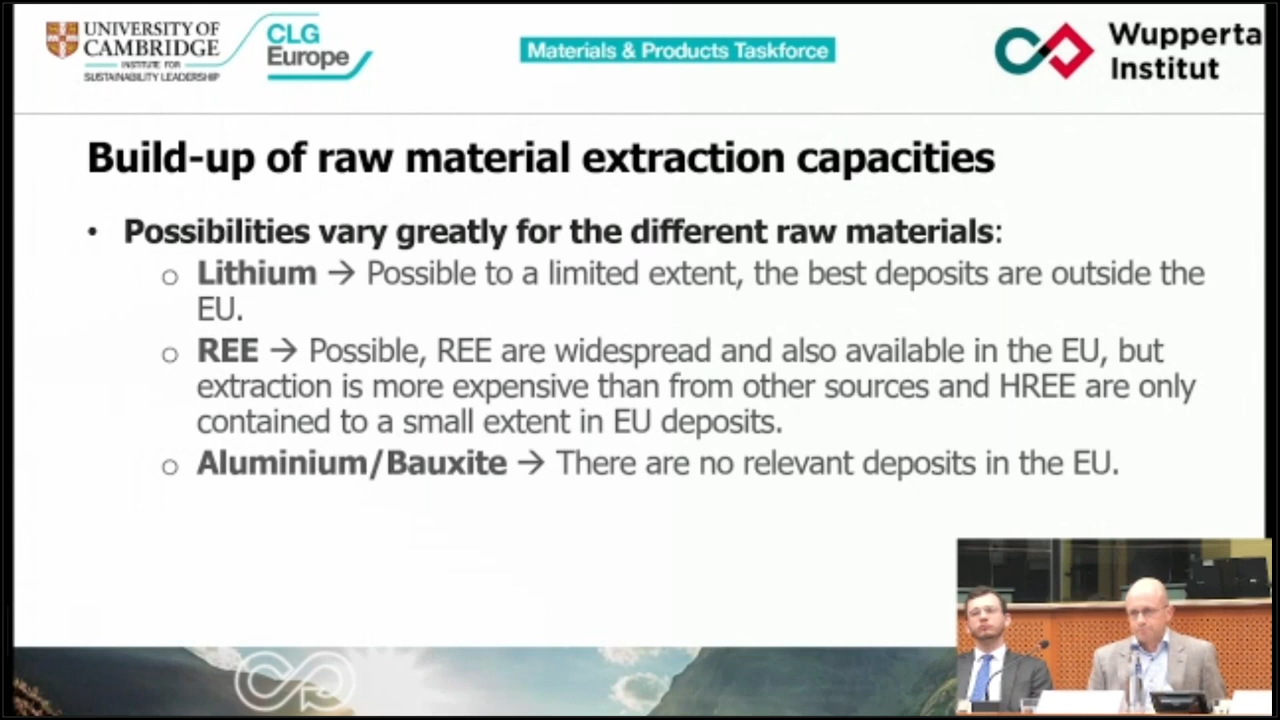 UNIVERSITY OF
CAMBRIDGE
INSTITUTE FOR
SUSTAINABILITY LEADERSHIP
CLG
Europe
Materials & Products Taskforce
Wupperta
Institut
Build-up of raw material extraction capacities
• Possibilities vary greatly for the different raw materials:
o Lithium → Possible to a limited extent, the best deposits are outside the
EU.
o REE → Possible, REE are widespread and also available in the EU, but
extraction is more expensive than from other sources and HREE are only
contained to a small extent in EU deposits.
o Aluminium/Bauxite → There are no relevant deposits in the EU.